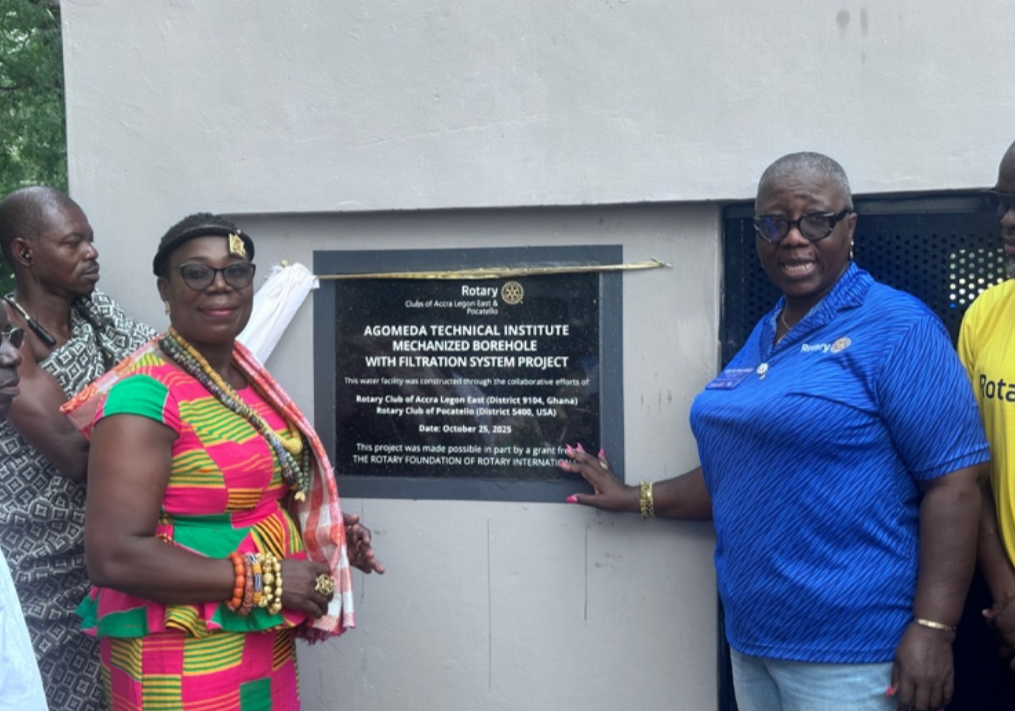 Rotary
Clubs of Accra Legon East &
Pocatello
AGOMEDA TECHNICAL INSTITUTE
MECHANIZED BOREHOLE
WITH FILTRATION SYSTEM PROJECT
This water facility was constructed through the collaborative efforts of
Rotary Club of Accra Legon East (District 9104, Ghana)
Rotary Club of Pocatello (District 5400, USA)
Date: October 25, 2025
This project was made possible in part by a grant
THE ROTARY FOUNDATION OF ROTARY
Rotary